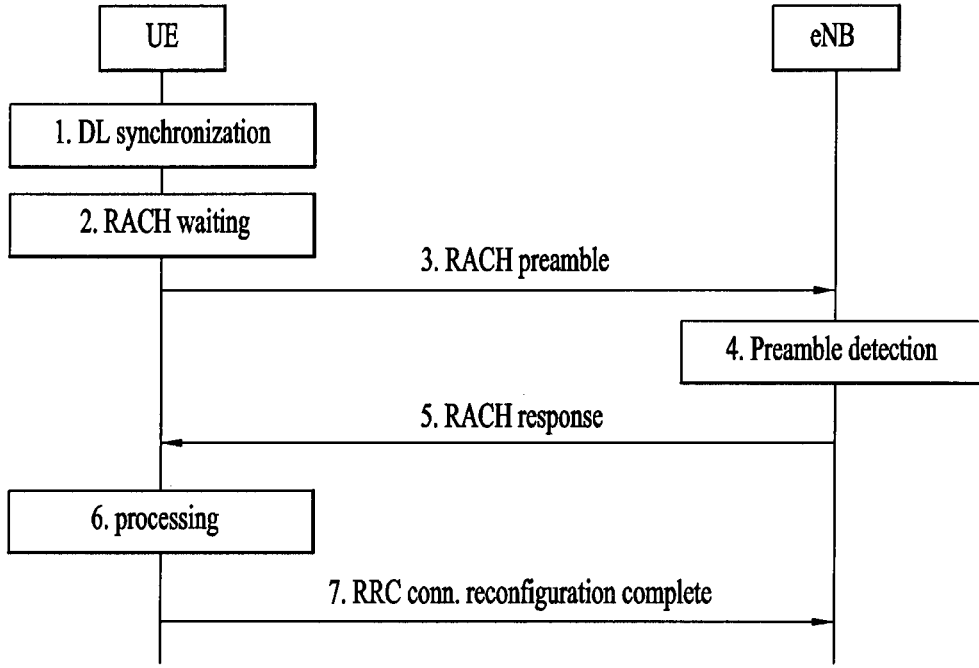 UE
eNB
1. DL synchronization
2. RACH waiting
3. RACH preamble
4. Preamble detection
5. RACH response
6. processing
7. RRC conn. reconfiguration complete